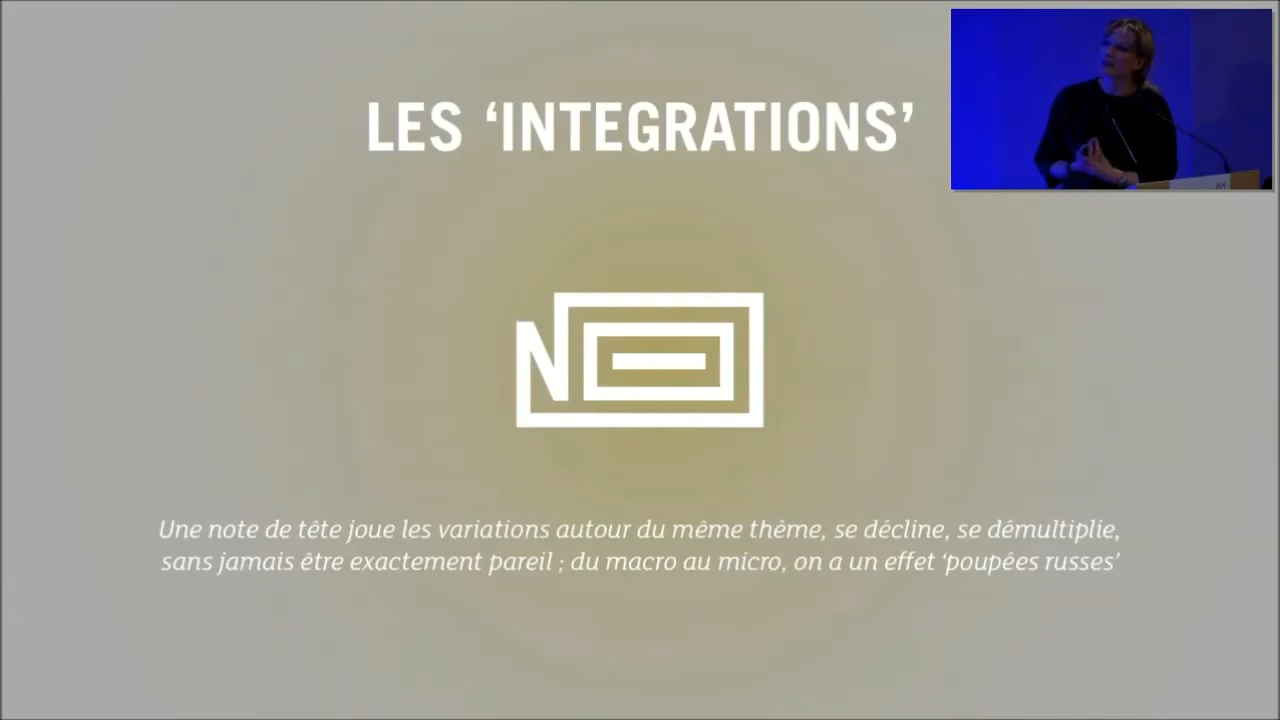 LES ‘INTEGRATIONS’
N
Une note de tête joue les variations autour du même thème, se décline, se démultiplie,
sans jamais être exactement pareil ; du macro au micro, on a un effet ‘poupées russes’